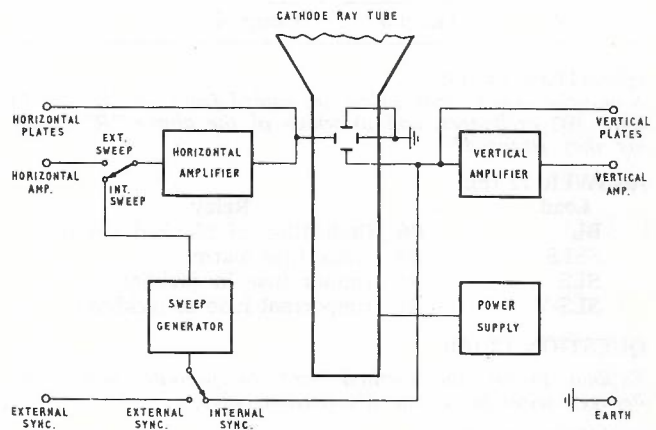 CATHODE RAY TUBE
HORIZONTAL
PLATES
EXT.
SWEEP
HORIZONTAL
AMP.
INT.
SWEEP
HORIZONTAL
AMPLIFIER
VERTICAL
AMPLIFIER
VERTICAL
PLATES
VERTICAL
AMP.
SWEEP
GENERATOR
POWER
SUPPLY
EXTERNAL
SYNC.
EXTERNAL
SYNC.
INTERNAL
SYNC.
EARTH